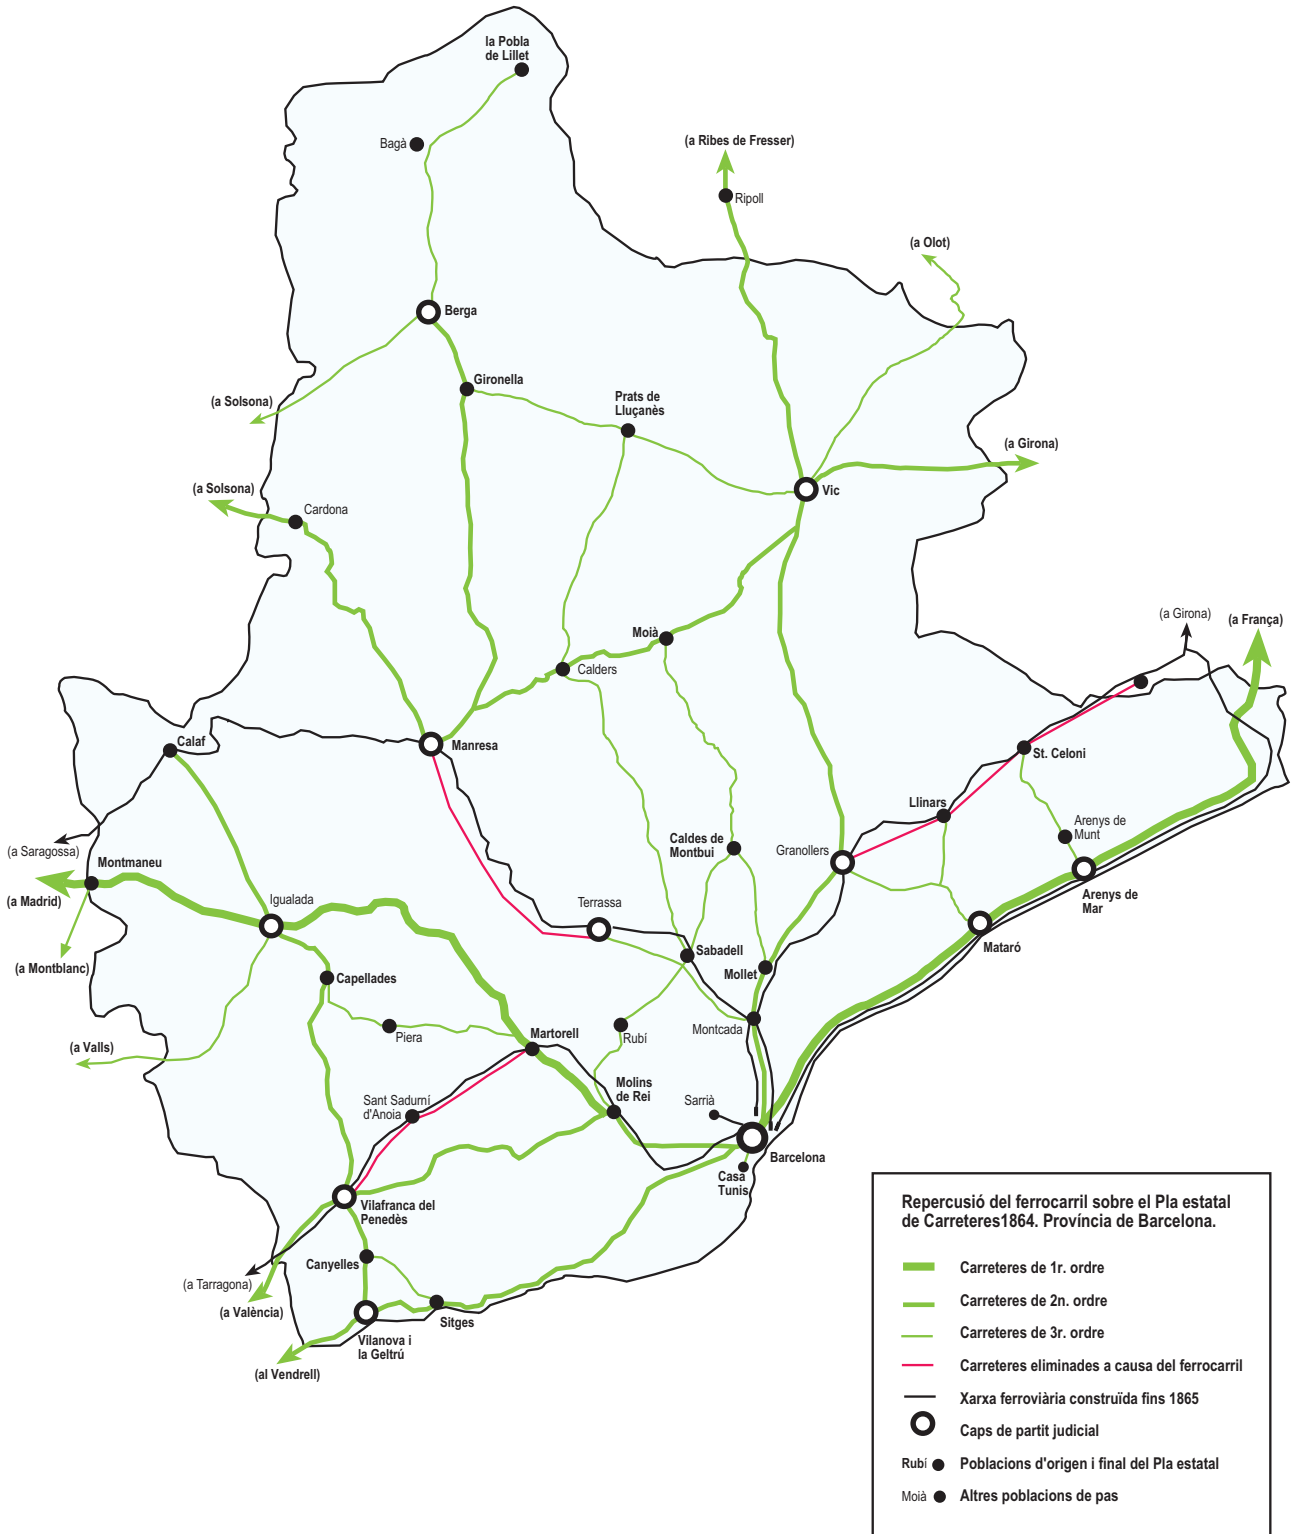 la Pobla
de Lillet
Bagà
(a Ribes de Fresser)
Ripoll
(a Olot)
Berga
Gironella
Prats de
Lluçanès
(a Solsona)
(a Girona)
(a Solsona)
Vic
Cardona
(a Girona)
(a França)
Moià
Calders
Calaf
Manresa
St. Celoni
Llinars
Arenys de
Munt
(a Saragossa)
Caldes de
Montbui
Granollers
Montmaneu
(a Madrid)
Igualada
Terrassa
Arenys de
Mar
Sabadell
Mataró
(a Montblanc)
Capellades
Mollet
Piera
Martorell
Rubí
Montcada
(a Valls)
Molins
de Rei
Sant Sadurní
d'Anoia
Sarrià
Barcelona
Casa
Tunis
Vilafranca del
Penedès
Canyelles
(a Tarragona)
(a València)
Sitges
Vilanova i
la Geltrú
(al Vendrell)
Repercusió del ferrocarril sobre el Pla estatal
de Carreteres1864. Província de Barcelona.
Carreteres de 1r. ordre
Carreteres de 2n. ordre
Carreteres de 3r. ordre
Carreteres eliminades a causa del ferrocarril
Xarxa ferroviària construïda fins 1865
Caps de partit judicial
Rubí Poblacions d'origen i final del Pla estatal
Moià Altres poblacions de pas